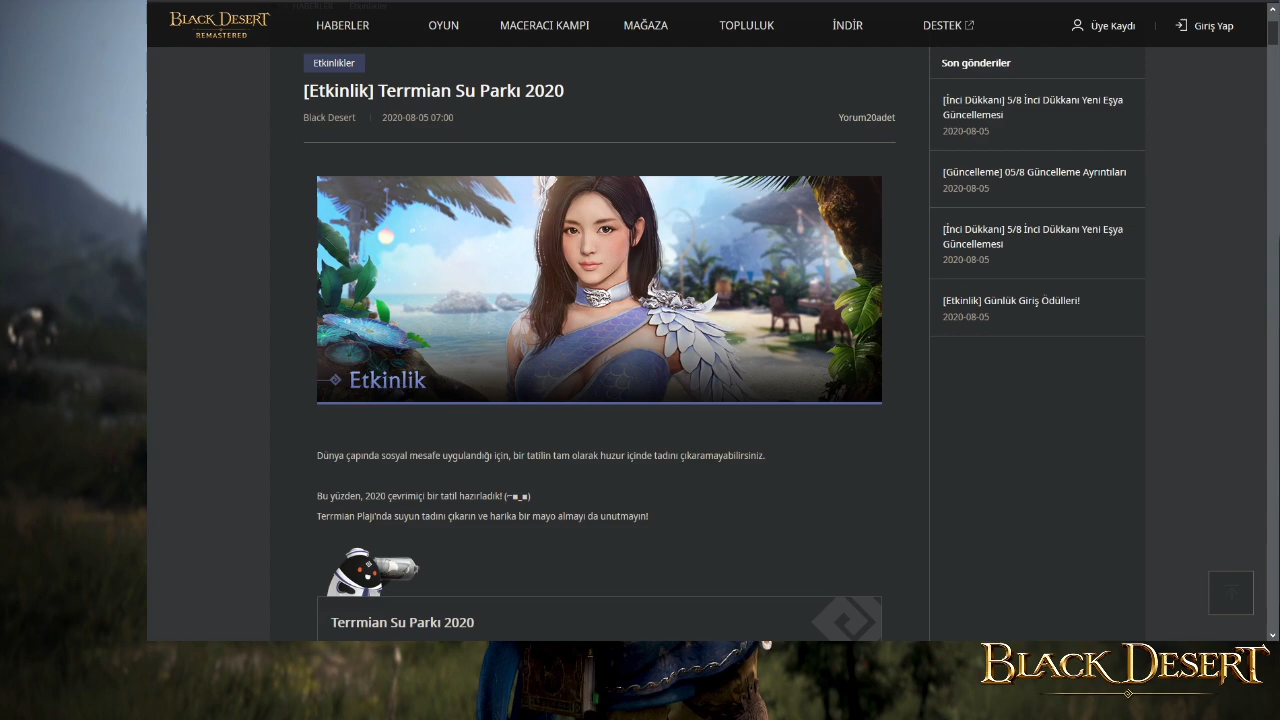 BLACK DESERT
REMASTERED
HABERLER
OYUN
MACERACI KAMPI
MAĞAZA
TOPLULUK
İNDİR
DESTEK
Üye Kaydı
Giriş Yap
Etkinlikler
[Etkinlik] Terrmian Su Parkı 2020
Black Desert
2020-08-05 07:00
Yorum20adet
Etkinlik
Dünya çapında sosyal mesafe uygulandığı için, bir tatilin tam olarak huzur içinde tadını çıkaramayabilirsiniz.
Bu yüzden, 2020 çevrimiçi bir tatil hazırladık! (⌐■_■)
Terrmian Plajı'nda suyun tadını çıkarın ve harika bir mayo almayı da unutmayın!
Terrmian Su Parkı 2020
Son gönderiler
[İnci Dükkanı] 5/8 İnci Dükkanı Yeni Eşya
Güncellemesi
2020-08-05
[Güncelleme] 05/8 Güncelleme Ayrıntıları
2020-08-05
[İnci Dükkanı] 5/8 İnci Dükkanı Yeni Eşya
Güncellemesi
2020-08-05
[Etkinlik] Günlük Giriş Ödülleri!
2020-08-05
BLACK DESERT